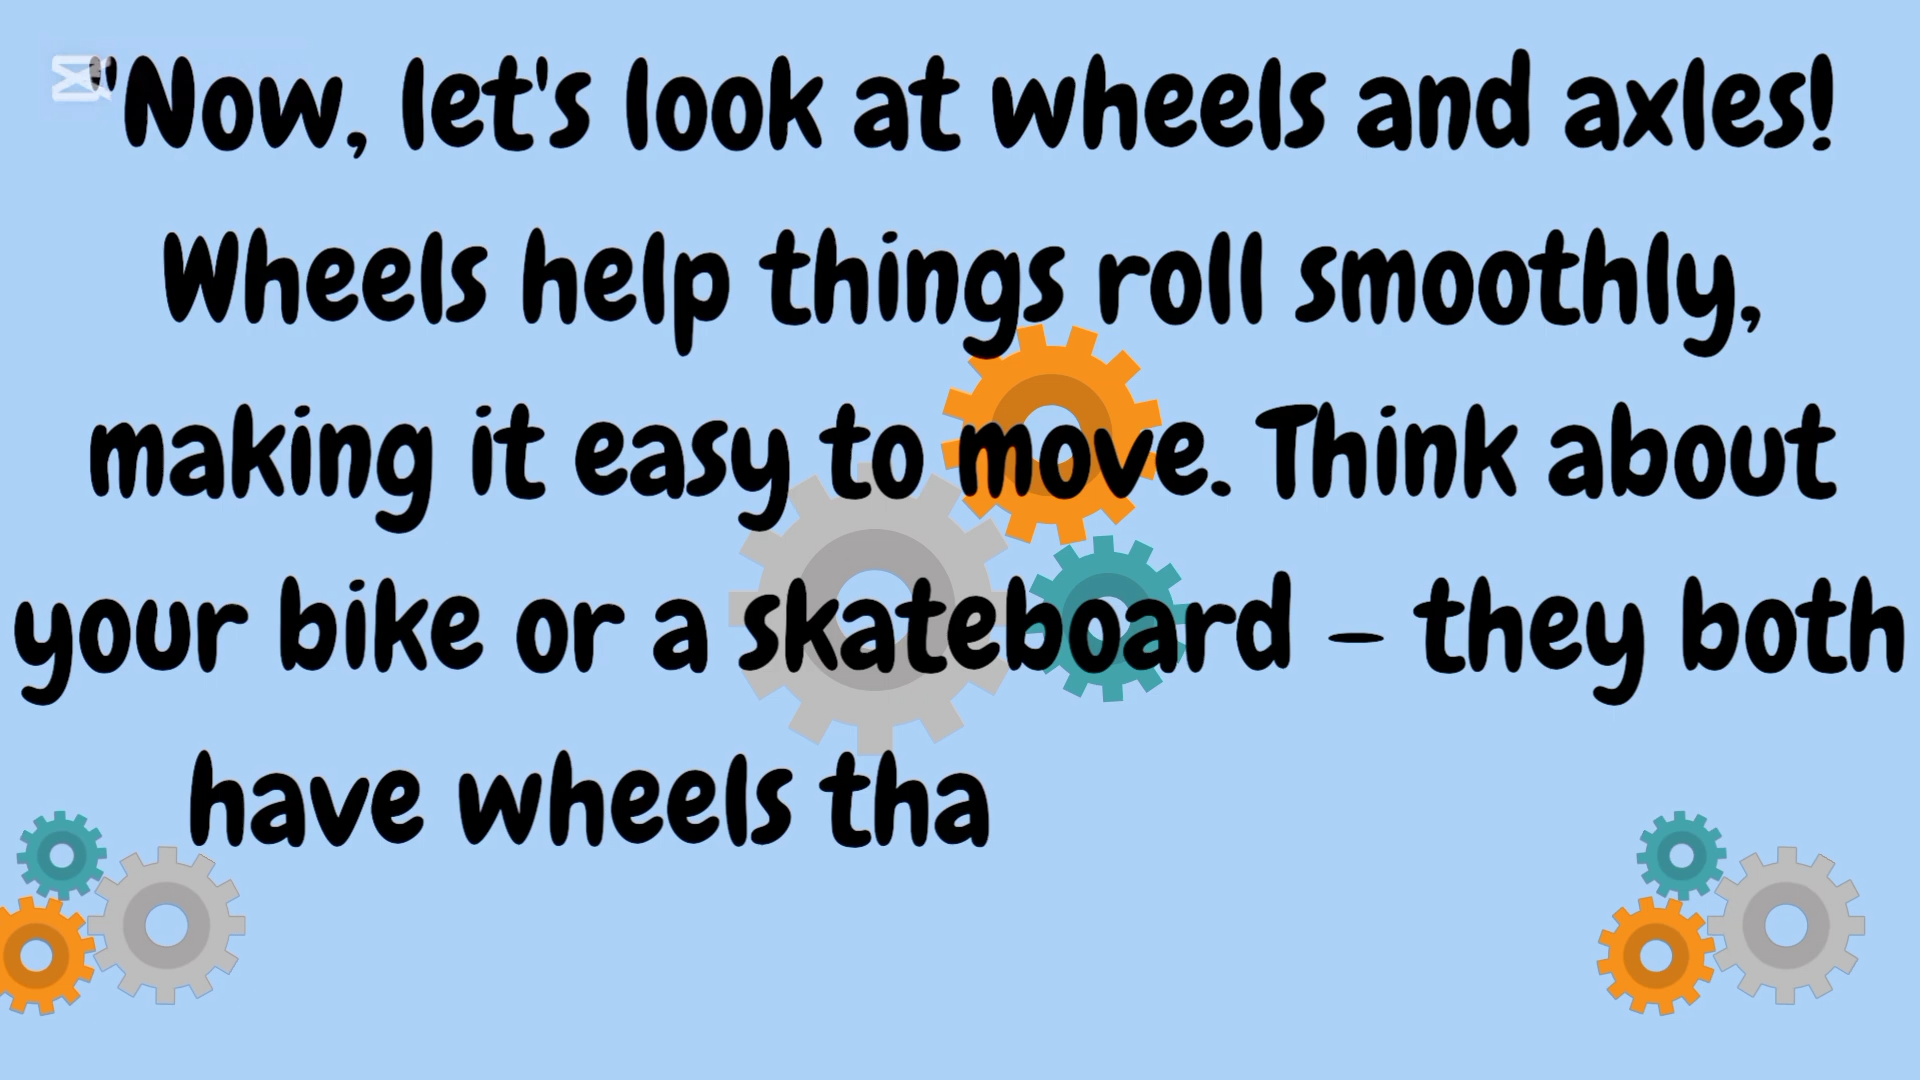 "Now, let's look at wheels and axles!
Wheels help things roll smoothly,
making it easy to move. Think about
your bike or a skateboard – they both
have wheels tha